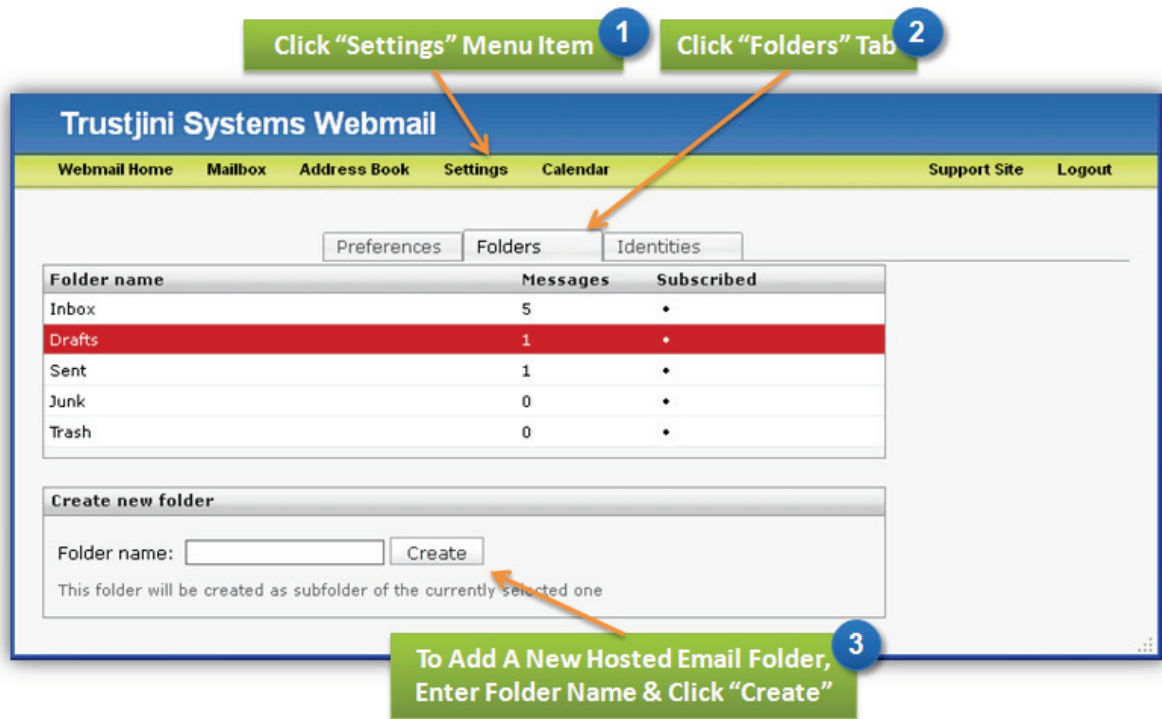 Click “Settings” Menu Item 1
Click “Folders” Tab 2
Trustjini Systems Webmail
Webmail Home Mailbox Address Book Settings Calendar Support Site Logout
Preferences Folders Identities
Folder name Messages Subscribed
Inbox 5 •
Drafts 1 •
Sent 1 •
Junk 0 •
Trash 0 •
Create new folder
Folder name: Create
This folder will be created as subfolder of the currently selected one
3
To Add A New Hosted Email Folder,
Enter Folder Name & Click “Create”